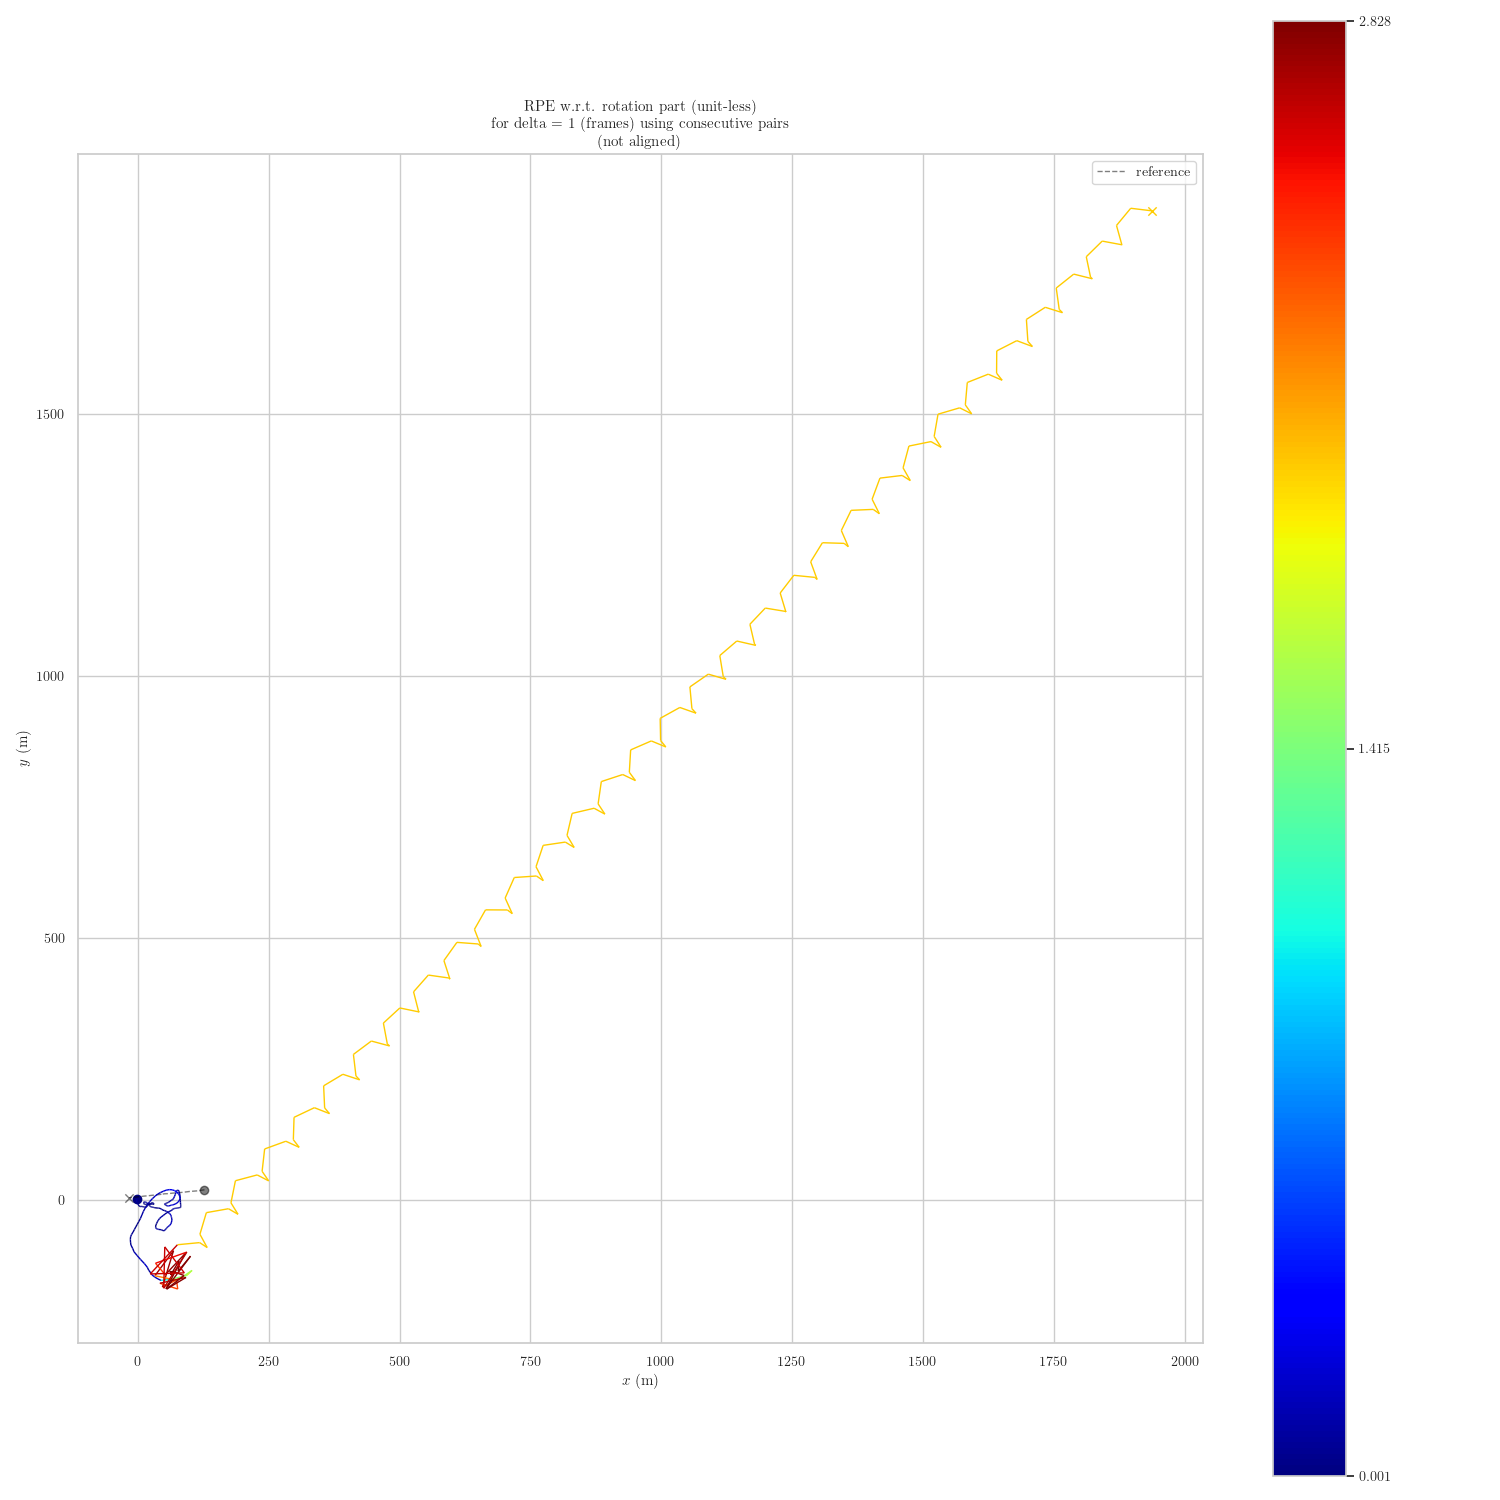 RPE w.r.t. rotation part (unit-less)
for delta = 1 (frames) using consecutive pairs
(not aligned)
reference
y (m)
1500
1000
500
0
0 250 500 750 1000 1250 1500 1750 2000
x (m)
2.828
1.415
0.001